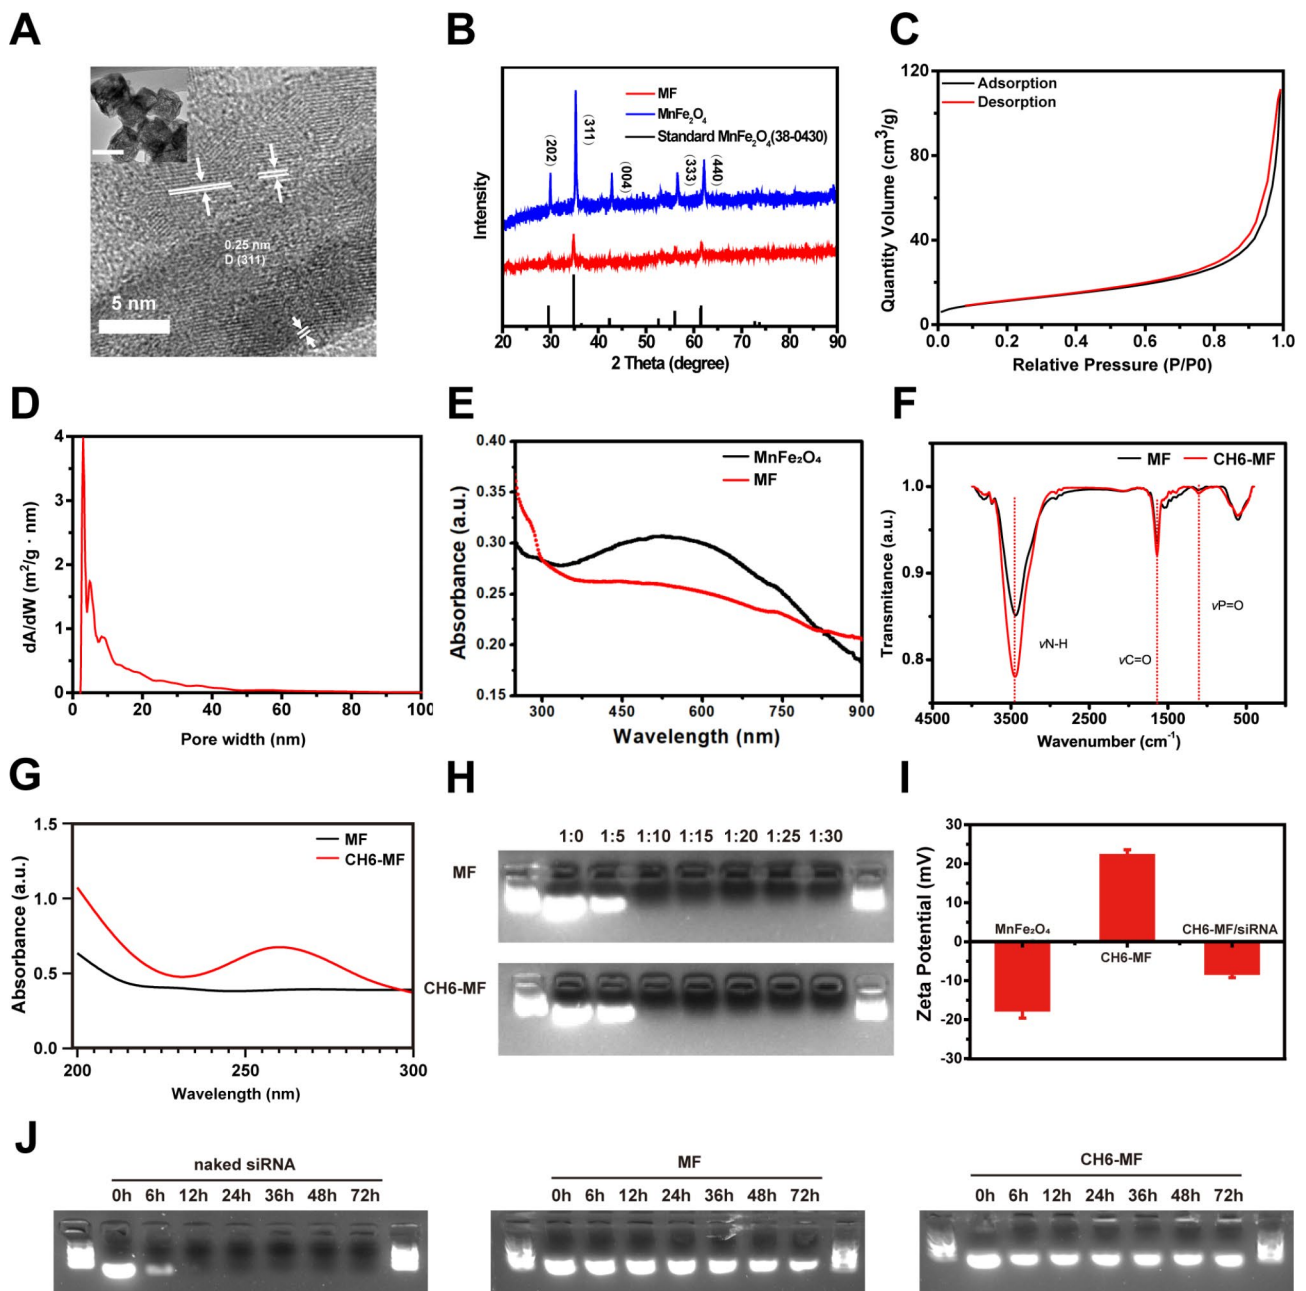 A
0.25 nm
D (311)
5 nm
B
MF
MnFe₂O₄
Standard MnFe₂O₄(38-0430)
(202)
(311)
(004)
(333)
(440)
Intensity
20 30 40 50 60 70 80 90
2 Theta (degree)
C
Adsorption
Desorption
Quantity Volume (cm³/g)
120
80
40
0
0.0 0.2 0.4 0.6 0.8 1.0
Relative Pressure (P/P0)
D
dA/dW (m²/g · nm)
4
3
2
1
0
0 20 40 60 80 100
Pore width (nm)
E
MnFe₂O₄
MF
Absorbance (a.u.)
0.40
0.35
0.30
0.25
0.20
0.15
300 450 600 750 900
Wavelength (nm)
F
MF CH6-MF
Transmitance (a.u.)
1.0
0.9
0.8
νN-H
νC=O
νP=O
4500 3500 2500 1500 500
Wavenumber (cm⁻¹)
G
MF
CH6-MF
Absorbance (a.u.)
1.5
1.0
0.5
0.0
200 250 300
Wavelength (nm)
H
1:0 1:5 1:10 1:15 1:20 1:25 1:30
MF
CH6-MF
I
Zeta Potential (mV)
30
20
10
0
-10
-20
-30
MnFe₂O₄
CH6-MF
CH6-MF/siRNA
J
naked siRNA
0h 6h 12h 24h 36h 48h 72h
MF
0h 6h 12h 24h 36h 48h 72h
CH6-MF
0h 6h 12h 24h 36h 48h 72h